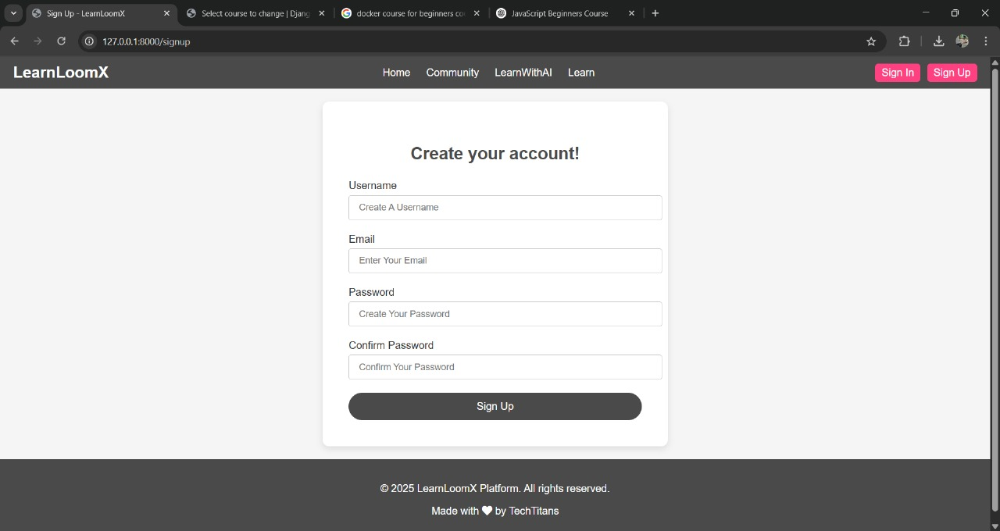 Sign Up - LearnLoomX
Select course to change | Djang
docker course for beginners co
JavaScript Beginners Course
127.0.0.1:8000/signup
LearnLoomX
Home
Community
LearnWithAI
Learn
Sign In
Sign Up
Create your account!
Username
Create A Username
Email
Enter Your Email
Password
Create Your Password
Confirm Password
Confirm Your Password
Sign Up
© 2025 LearnLoomX Platform. All rights reserved.
Made with ❤ by TechTitans